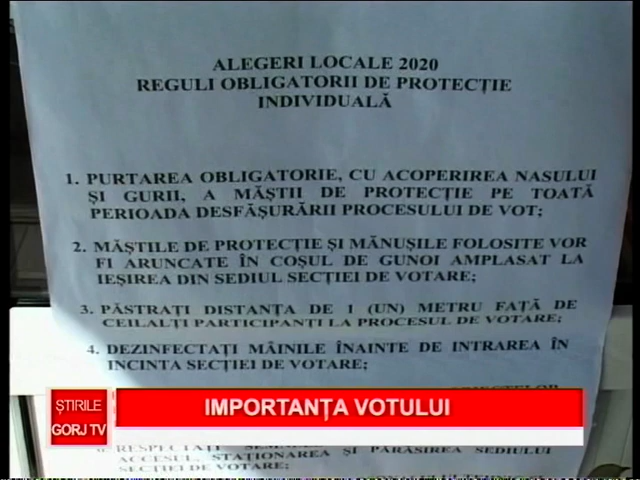 ALEGERI LOCALE 2020
REGULI OBLIGATORII DE PROTECȚIE
INDIVIDUALĂ
1. PURTAREA OBLIGATORIE, CU ACOPERIREA NASULUI
ȘI GURII, A MĂȘTII DE PROTECȚIE PE TOATĂ
PERIOADA DESFĂȘURĂRII PROCESULUI DE VOT;
2. MĂȘTILE DE PROTECȚIE ȘI MĂNUȘILE FOLOSITE VOR
FI ARUNCATE ÎN COȘUL DE GUNOI AMPLASAT LA
IEȘIREA DIN SEDIUL SECȚIEI DE VOTARE;
3. PĂSTRAȚI DISTANȚA DE 1 (UN) METRU FAȚĂ DE
CEILALȚI PARTICIPANȚI LA PROCESUL DE VOTARE;
4. DEZINFECTAȚI MÂINILE ÎNAINTE DE INTRAREA ÎN
INCINTA SECȚIEI DE VOTARE;
ȘTIRILE
GORJ TV
IMPORTANȚA VOTULUI
RESPECTAȚI
ACCESUL, STAȚIONAREA ȘI PĂRĂSIREA SEDIULUI
SECȚIEI DE VOTARE;